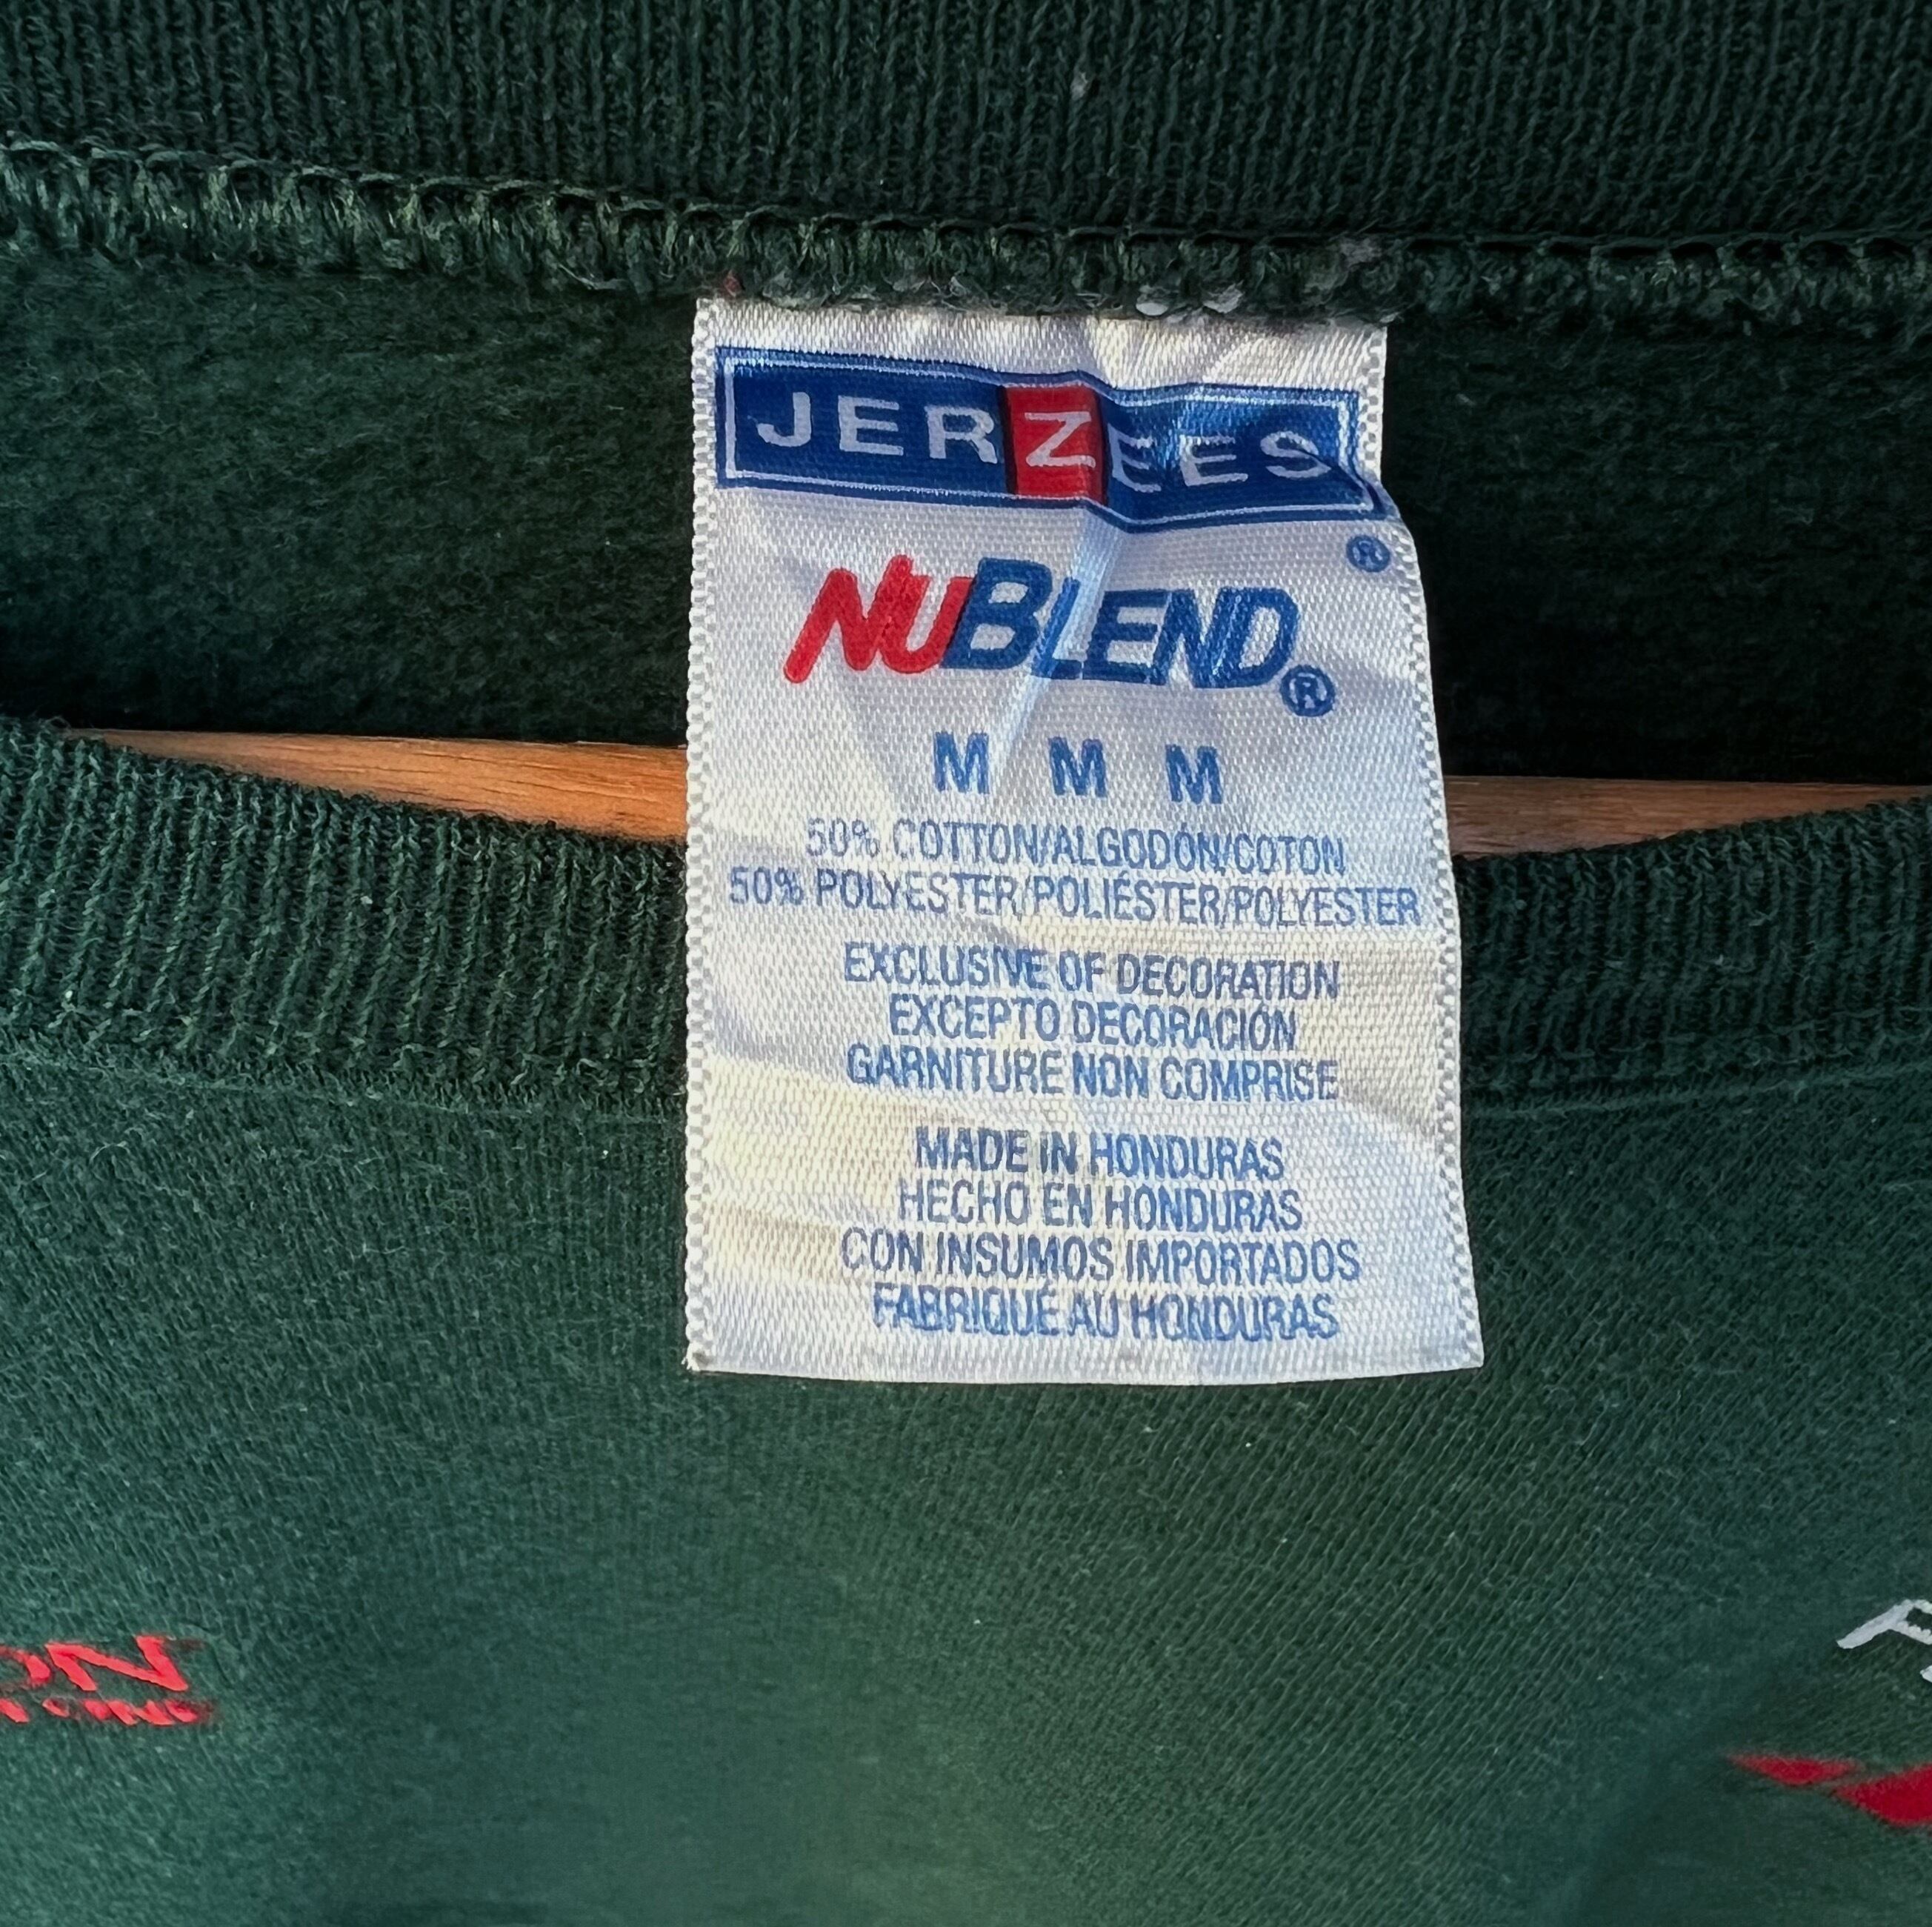 JERZEES
®
NUBLEND®
M M M
50% COTTON/ALGODÓN/COTON
50% POLYESTER/POLIÉSTER/POLYESTER
EXCLUSIVE OF DECORATION
EXCEPTO DECORACIÓN
GARNITURE NON COMPRISE
MADE IN HONDURAS
HECHO EN HONDURAS
CON INSUMOS IMPORTADOS
FABRIQUÉ AU HONDURAS